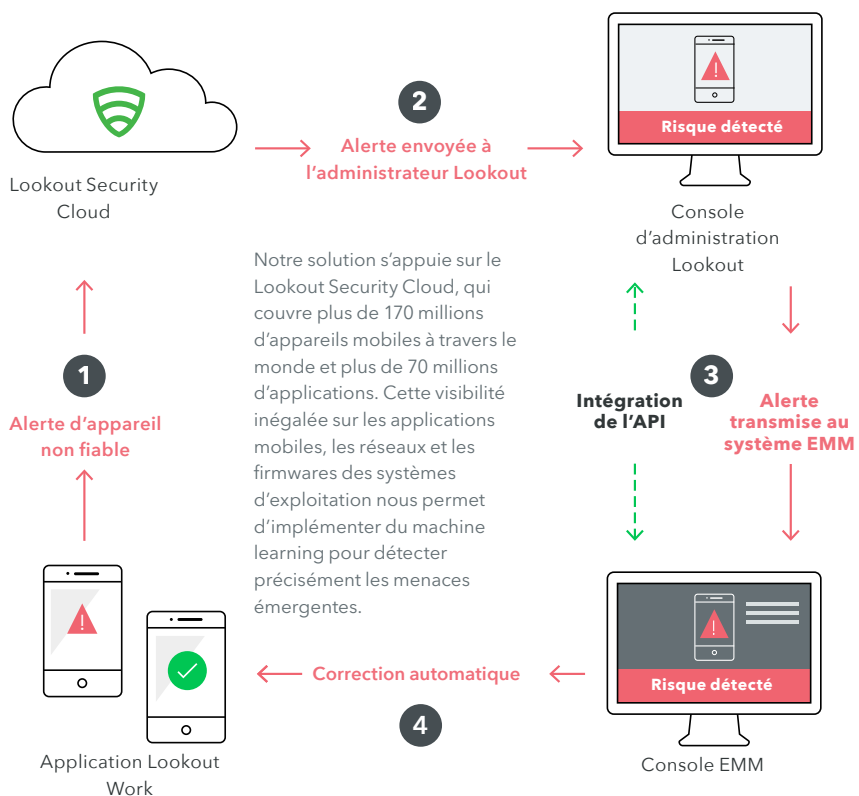 2
Risque détecté
Alerte envoyée à
l'administrateur Lookout
Lookout Security
Cloud
Console
d'administration
Lookout
Notre solution s'appuie sur le
Lookout Security Cloud, qui
couvre plus de 170 millions
d'appareils mobiles à travers le
monde et plus de 70 millions
d'applications. Cette visibilité
inégalée sur les applications
mobiles, les réseaux et les
firmwares des systèmes
d'exploitation nous permet
d'implémenter du machine
learning pour détecter
précisément les menaces
émergentes.
1
Alerte d'appareil
non fiable
3
Intégration
de l'API
Alerte
transmise au
système EMM
Risque détecté
Console EMM
Correction automatique
4
Application Lookout
Work